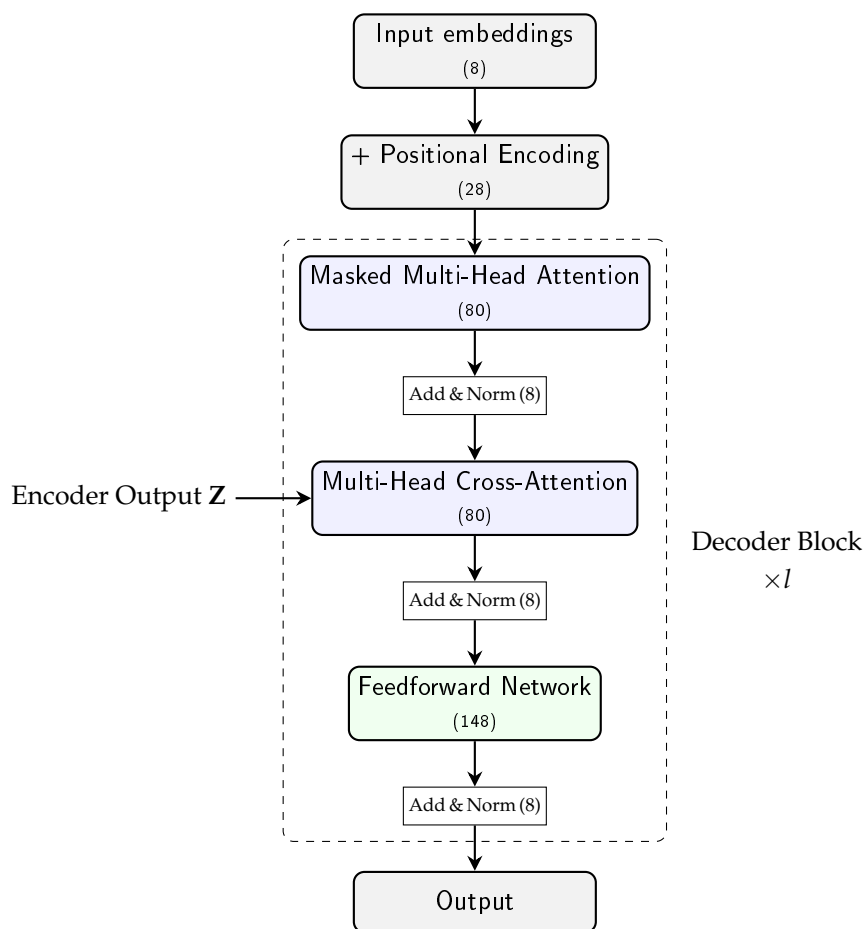 Input embeddings
(8)
+ Positional Encoding
(28)
Masked Multi-Head Attention
(80)
Add & Norm (8)
Encoder Output Z
Multi-Head Cross-Attention
(80)
Decoder Block
×l
Add & Norm (8)
Feedforward Network
(148)
Add & Norm (8)
Output